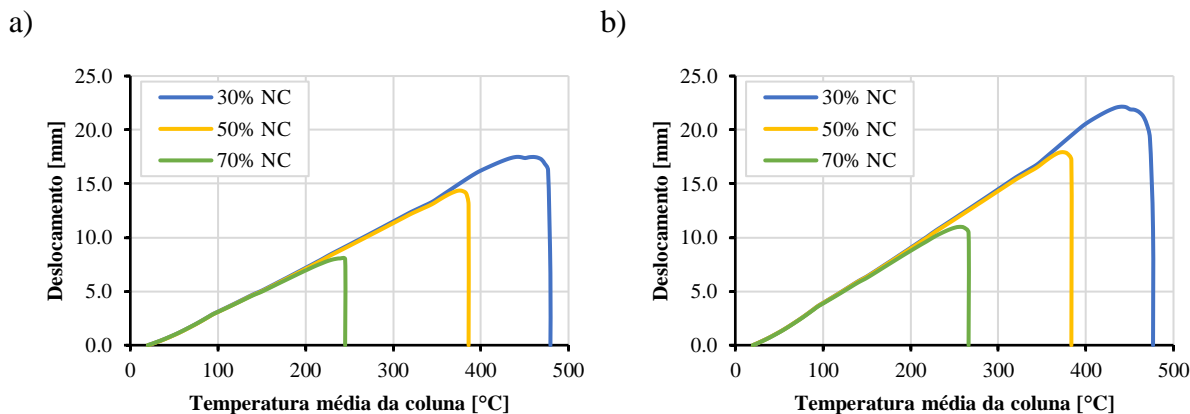 a)
25.0
20.0
15.0
10.0
5.0
0.0
Deslocamento [mm]
30% NC
50% NC
70% NC
0 100 200 300 400 500
Temperatura média da coluna [°C]
b)
25.0
20.0
15.0
10.0
5.0
0.0
Deslocamento [mm]
30% NC
50% NC
70% NC
0 100 200 300 400 500
Temperatura média da coluna [°C]